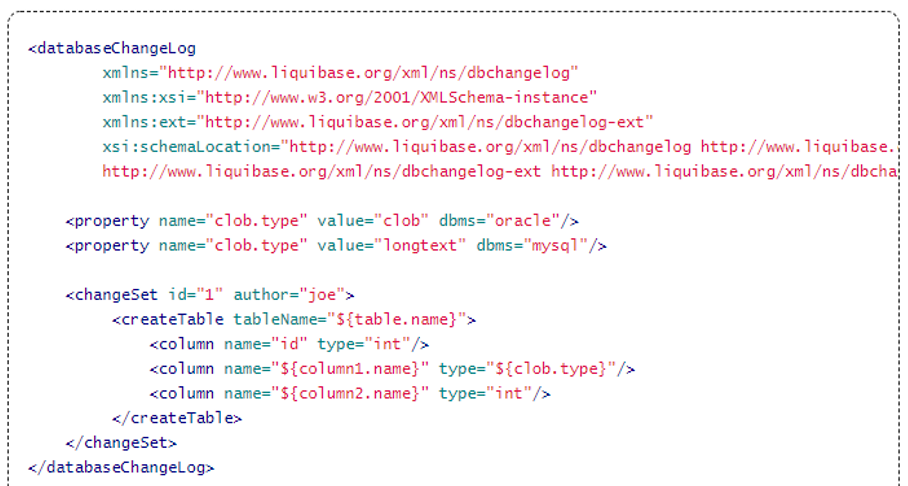 <databaseChangeLog
xmlns="http://www.liquibase.org/xml/ns/dbchangelog"
xmlns:xsi="http://www.w3.org/2001/XMLSchema-instance"
xmlns:ext="http://www.liquibase.org/xml/ns/dbchangelog-ext"
xsi:schemaLocation="http://www.liquibase.org/xml/ns/dbchangelog http://www.liquibase.
http://www.liquibase.org/xml/ns/dbchangelog-ext http://www.liquibase.org/xml/ns/dbcha
<property name="clob.type" value="clob" dbms="oracle"/>
<property name="clob.type" value="longtext" dbms="mysql"/>
<changeSet id="1" author="joe">
<createTable tableName="${table.name}">
<column name="id" type="int"/>
<column name="${column1.name}" type="${clob.type}"/>
<column name="${column2.name}" type="int"/>
</createTable>
</changeSet>
</databaseChangeLog>